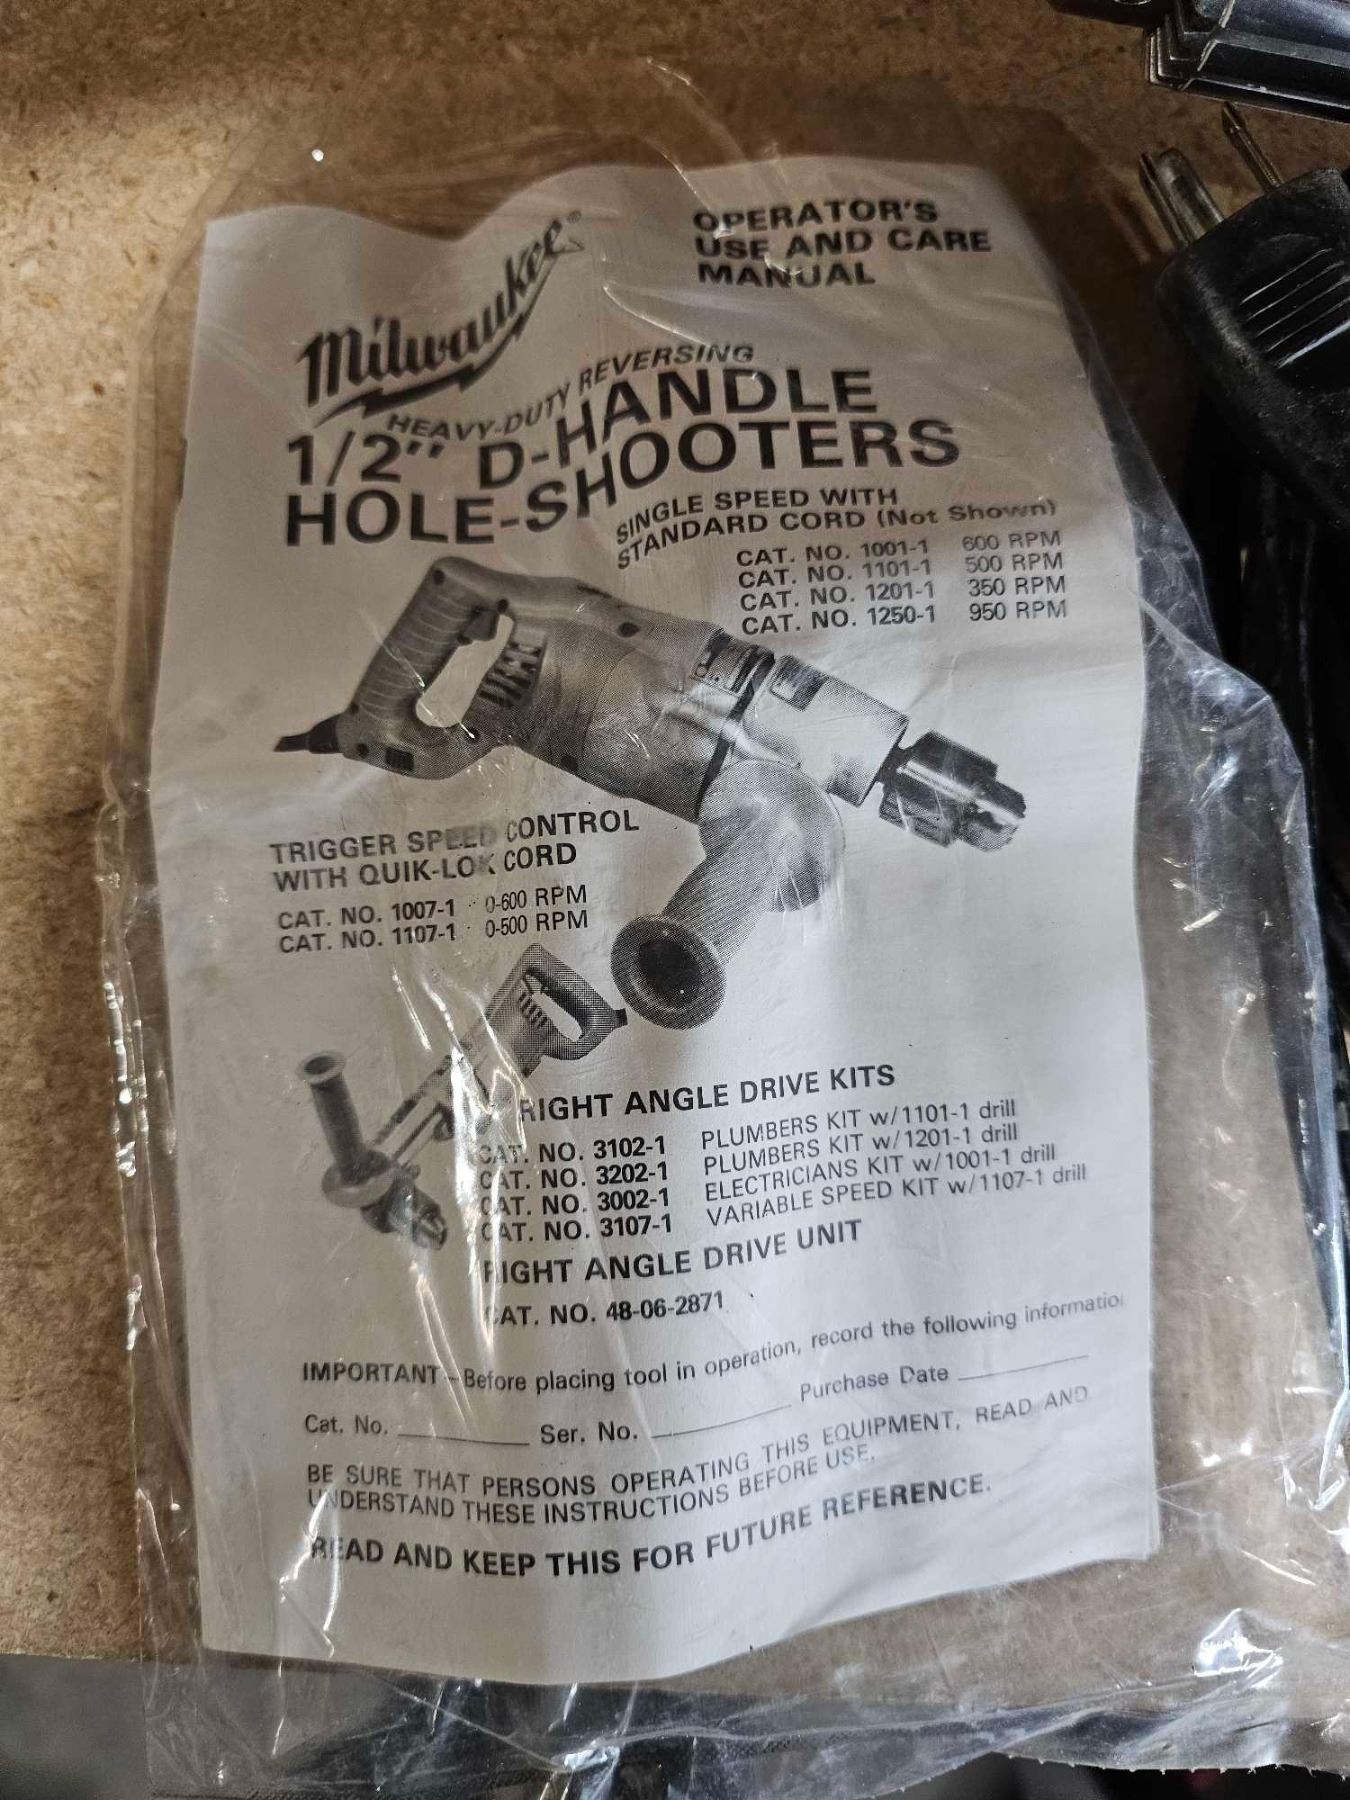 OPERATOR'S
USE AND CARE
MANUAL
Milwaukee®
HEAVY-DUTY REVERSING
1/2" D-HANDLE
HOLE-SHOOTERS
SINGLE SPEED WITH
STANDARD CORD (Not Shown)
CAT. NO. 1001-1 600 RPM
CAT. NO. 1101-1 500 RPM
CAT. NO. 1201-1 350 RPM
CAT. NO. 1250-1 950 RPM
TRIGGER SPEED CONTROL
WITH QUIK-LOK CORD
CAT. NO. 1007-1 0-600 RPM
CAT. NO. 1107-1 0-500 RPM
RIGHT ANGLE DRIVE KITS
CAT. NO. 3102-1 PLUMBERS KIT w/1101-1 drill
CAT. NO. 3202-1 PLUMBERS KIT w/1201-1 drill
CAT. NO. 3002-1 ELECTRICIANS KIT w/1001-1 drill
CAT. NO. 3107-1 VARIABLE SPEED KIT w/1107-1 drill
RIGHT ANGLE DRIVE UNIT
CAT. NO. 48-06-2871
IMPORTANT - Before placing tool in operation, record the following informatio
Cat. No. ________ Ser. No. ________ Purchase Date ________
BE SURE THAT PERSONS OPERATING THIS EQUIPMENT, READ AND
UNDERSTAND THESE INSTRUCTIONS BEFORE USE.
READ AND KEEP THIS FOR FUTURE REFERENCE.